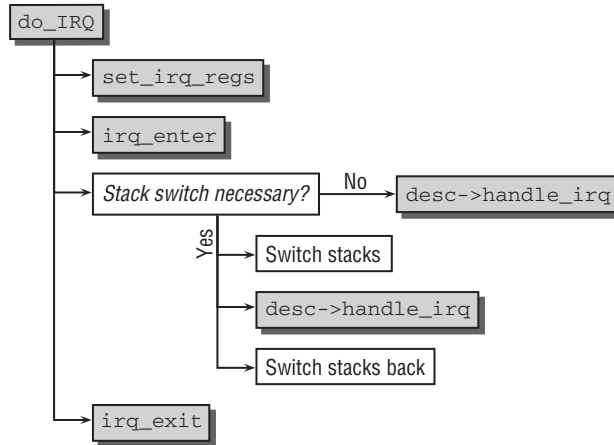 do_IRQ
set_irq_regs
irq_enter
Stack switch necessary?
No
desc->handle_irq
Yes
Switch stacks
desc->handle_irq
Switch stacks back
irq_exit